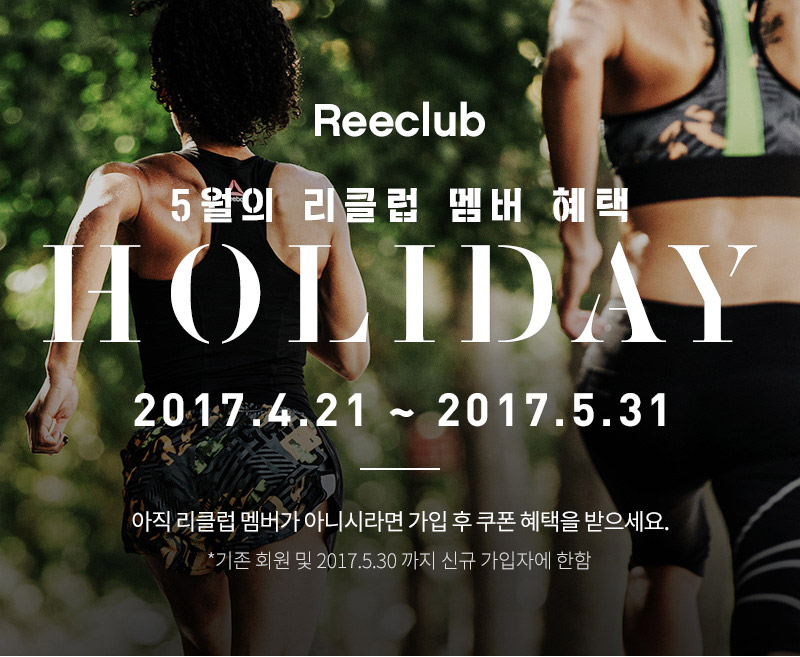 Reeclub
5월의 리클럽 멤버 혜택
HOLIDAY
2017.4.21 ~ 2017.5.31
아직 리클럽 멤버가 아니시라면 가입 후 쿠폰 혜택을 받으세요.
*기존 회원 및 2017.5.30 까지 신규 가입자에 한함